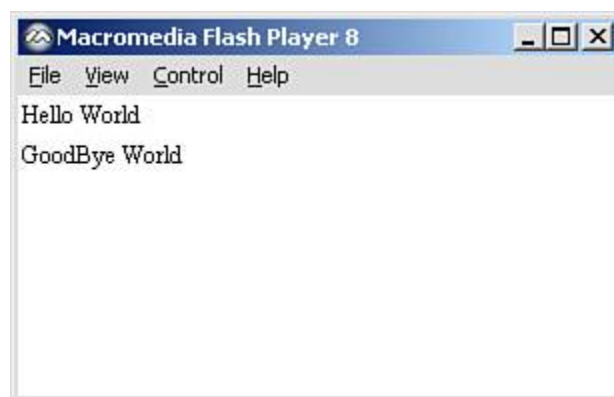 Macromedia Flash Player 8
File View Control Help
Hello World
GoodBye World